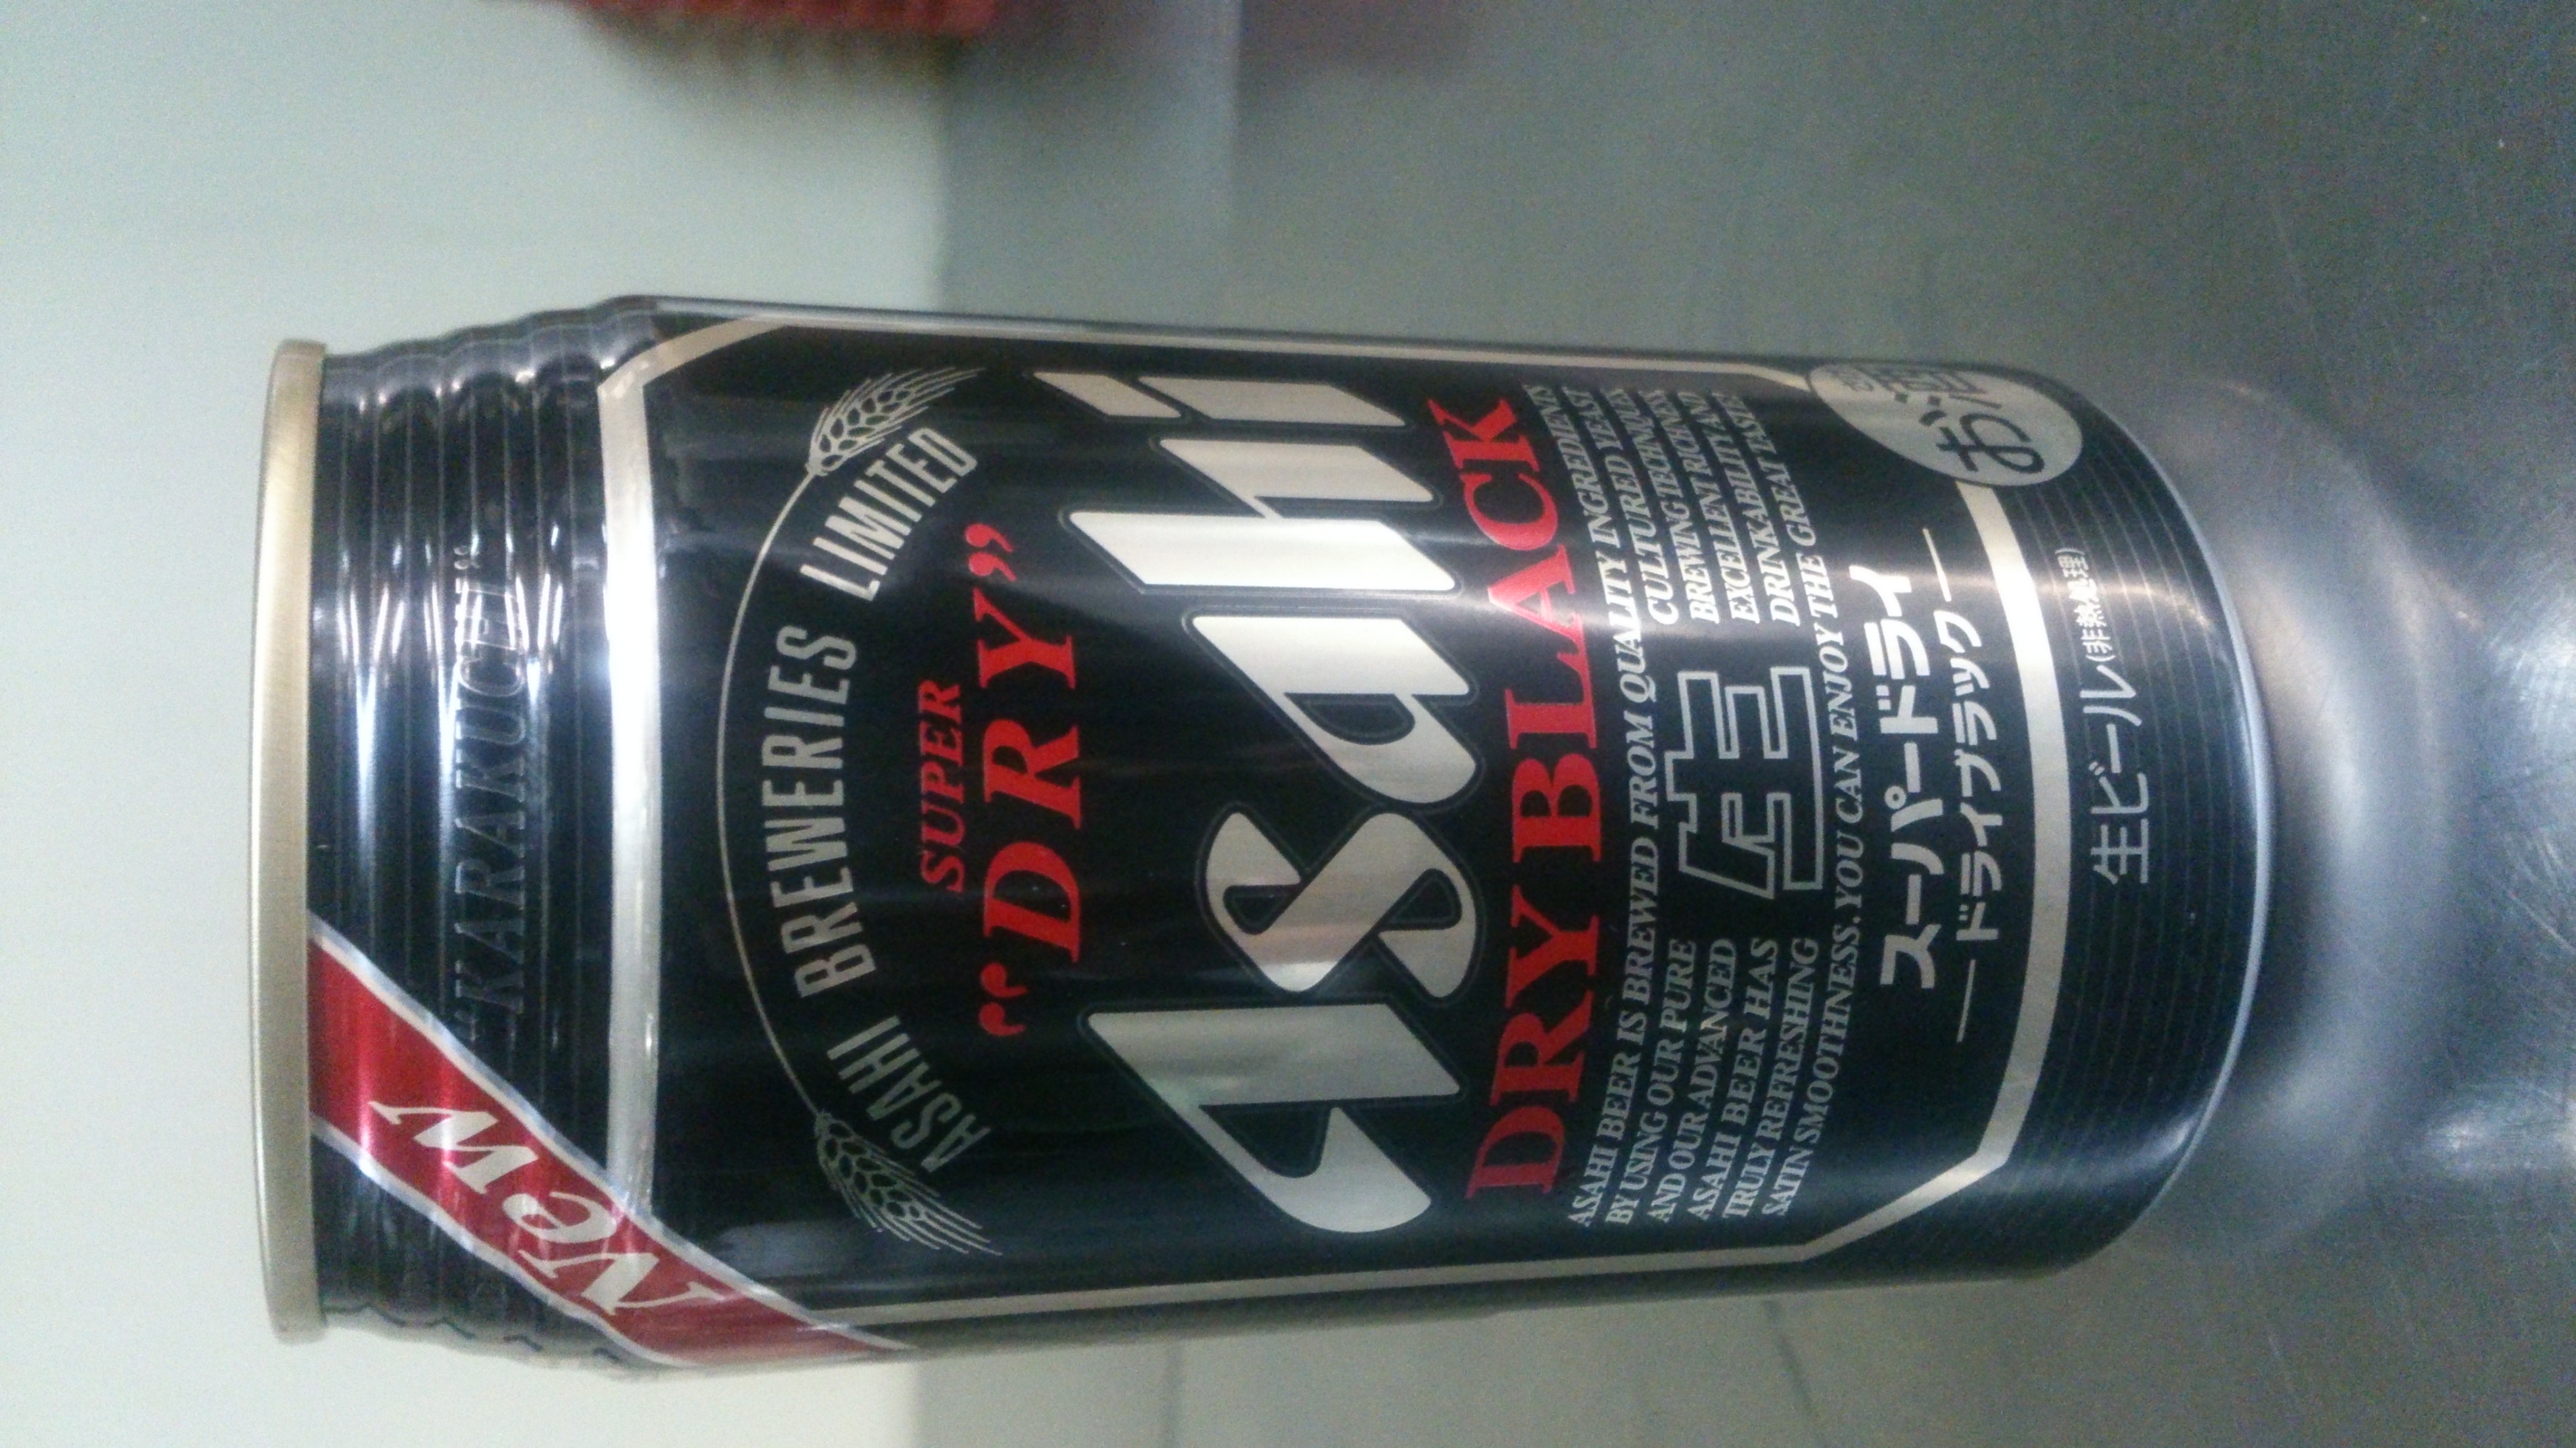 New
"KARAKUCHI"
ASAHI BREWERIES LIMITED
SUPER
"DRY"
Asahi
DRY BLACK
ASAHI BEER IS BREWED FROM QUALITY INGREDIENTS
BY USING OUR PURE CULTURED YEAST
AND OUR ADVANCED BREWING TECHNIQUES.
ASAHI BEER HAS EXCELLENT RICHNESS
TRULY REFRESHING DRINKABILITY AND
SATIN SMOOTHNESS. YOU CAN ENJOY THE GREAT TASTE.
生
スーパードライ
ドライブラック
お酒
生ビール(非熱処理)